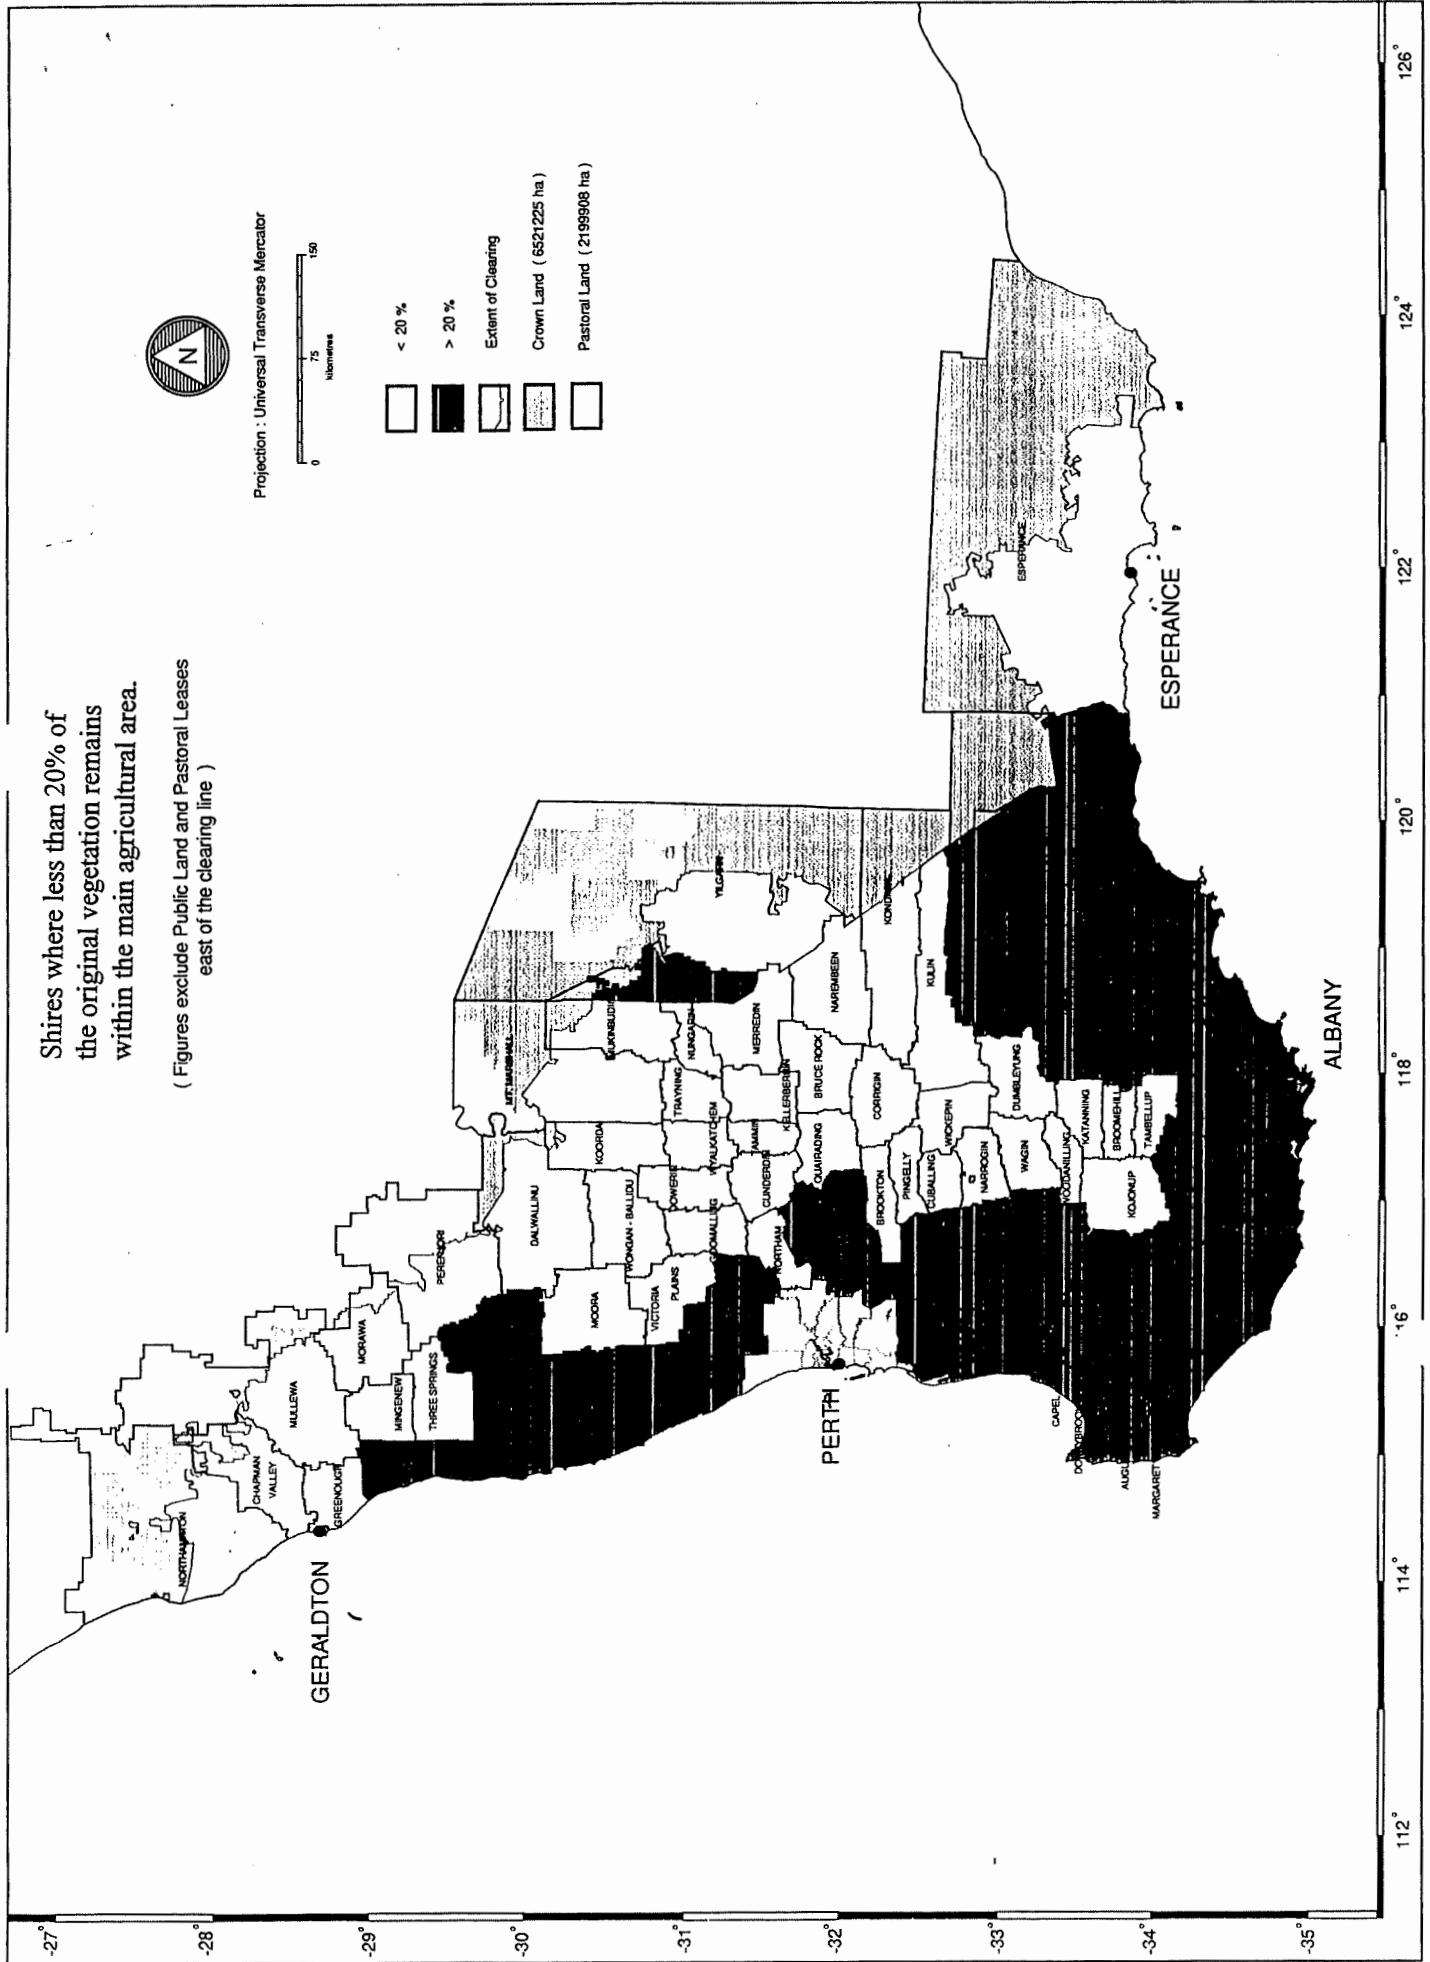 Shires where less than 20% of
the original vegetation remains
within the main agricultural area.
( Figures exclude Public Land and Pastoral Leases
east of the clearing line )
N
Projection : Universal Transverse Mercator
0 75 150
kilometres
< 20 %
> 20 %
Extent of Clearing
Crown Land ( 6521225 ha )
Pastoral Land ( 2199908 ha )
NORTHAMPTON
CHAPMAN
VALLEY
MULLEWA
GREENOUGH
GERALDTON
MORAWA
MINGENEW
THREE SPRINGS
PERENJORI
DALWALLINU
MT. MARSHALL
KOORDA
MUKINBUDIN
MOORA
WONGAN - BALLIDU
VICTORIA
PLAINS
DOWERIN
GOOMALLING
WYALKATCHEM
TRAYNING
NUNGARIN
YILGARN
MERREDIN
KELLERBERRIN
TAMMIN
CUNDERDIN
NORTHAM
QUAIRADING
BRUCE ROCK
NAREMBEEN
PERTH
BROOKTON
CORRIGIN
KONDININ
PINGELLY
CUBALLING
WICKEPIN
KULIN
NARROGIN
WAGIN
DUMBLEYUNG
WOODANILLING
KATANNING
BROOMEHILL
KOJONUP
TAMBELLUP
CAPEL
DONNYBROOK
AUGU
MARGARET
ESPERANCE
ESPERANCE
ALBANY
-27°
-28°
-29°
-30°
-31°
-32°
-33°
-34°
-35°
112° 114° 116° 118° 120° 122° 124° 126°